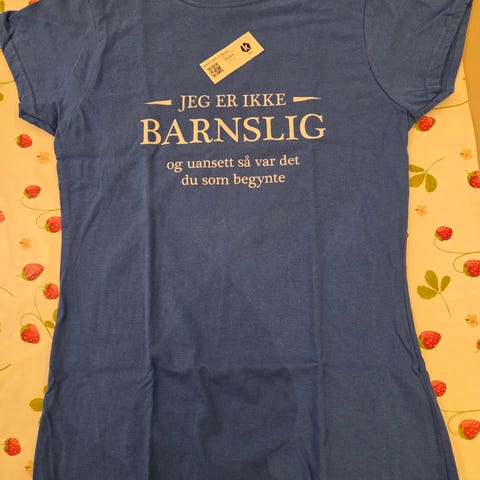 JEG ER IKKE
BARNSLIG
og uansett så var det
du som begynte